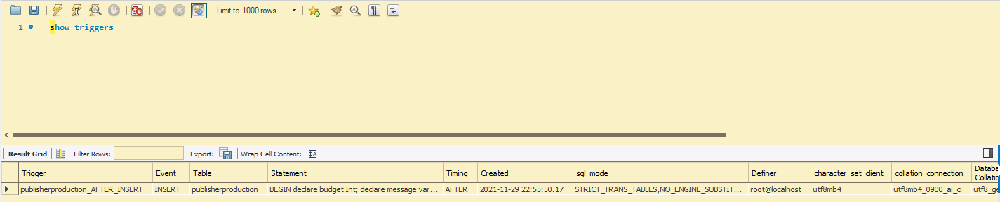 Limit to 1000 rows
1 show triggers
Result Grid Filter Rows: Export: Wrap Cell Content:
Trigger Event Table Statement Timing Created sql_mode Definer character_set_client collation_connection Databa
Collatio
publisherproduction_AFTER_INSERT INSERT publisherproduction BEGIN declare budget Int; declare message var... AFTER 2021-11-29 22:55:50.17 STRICT_TRANS_TABLES,NO_ENGINE_SUBSTIT... root@localhost utf8mb4 utf8mb4_0900_ai_ci utf8_ge